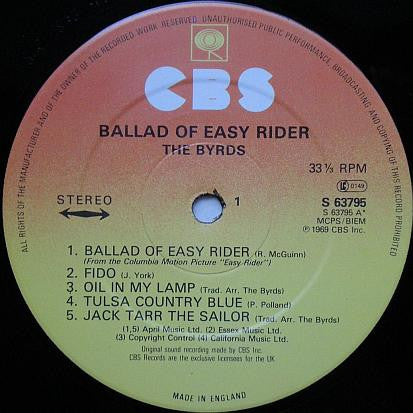 ALL RIGHTS OF THE MANUFACTURER AND OF THE OWNER OF THE RECORDED WORK RESERVED. UNAUTHORISED PUBLIC PERFORMANCE, BROADCASTING AND COPYING OF THIS RECORD PROHIBITED
CBS
BALLAD OF EASY RIDER
THE BYRDS
33⅓ RPM
0149
STEREO
1
S 63795
S 63795 A*
MCPS/BIEM
℗ 1969 CBS Inc.
1. BALLAD OF EASY RIDER (R. McGuinn)
(From the Columbia Motion Picture "Easy Rider")
2. FIDO (J. York)
3. OIL IN MY LAMP (Trad. Arr. The Byrds)
4. TULSA COUNTRY BLUE (P. Polland)
5. JACK TARR THE SAILOR (Trad. Arr. The Byrds)
(1,5) April Music Ltd. (2) Essex Music Ltd.
(3) Copyright Control (4) California Music Ltd.
Original sound recording made by CBS Inc.
CBS Records are the exclusive licensees for the UK
MADE IN ENGLAND